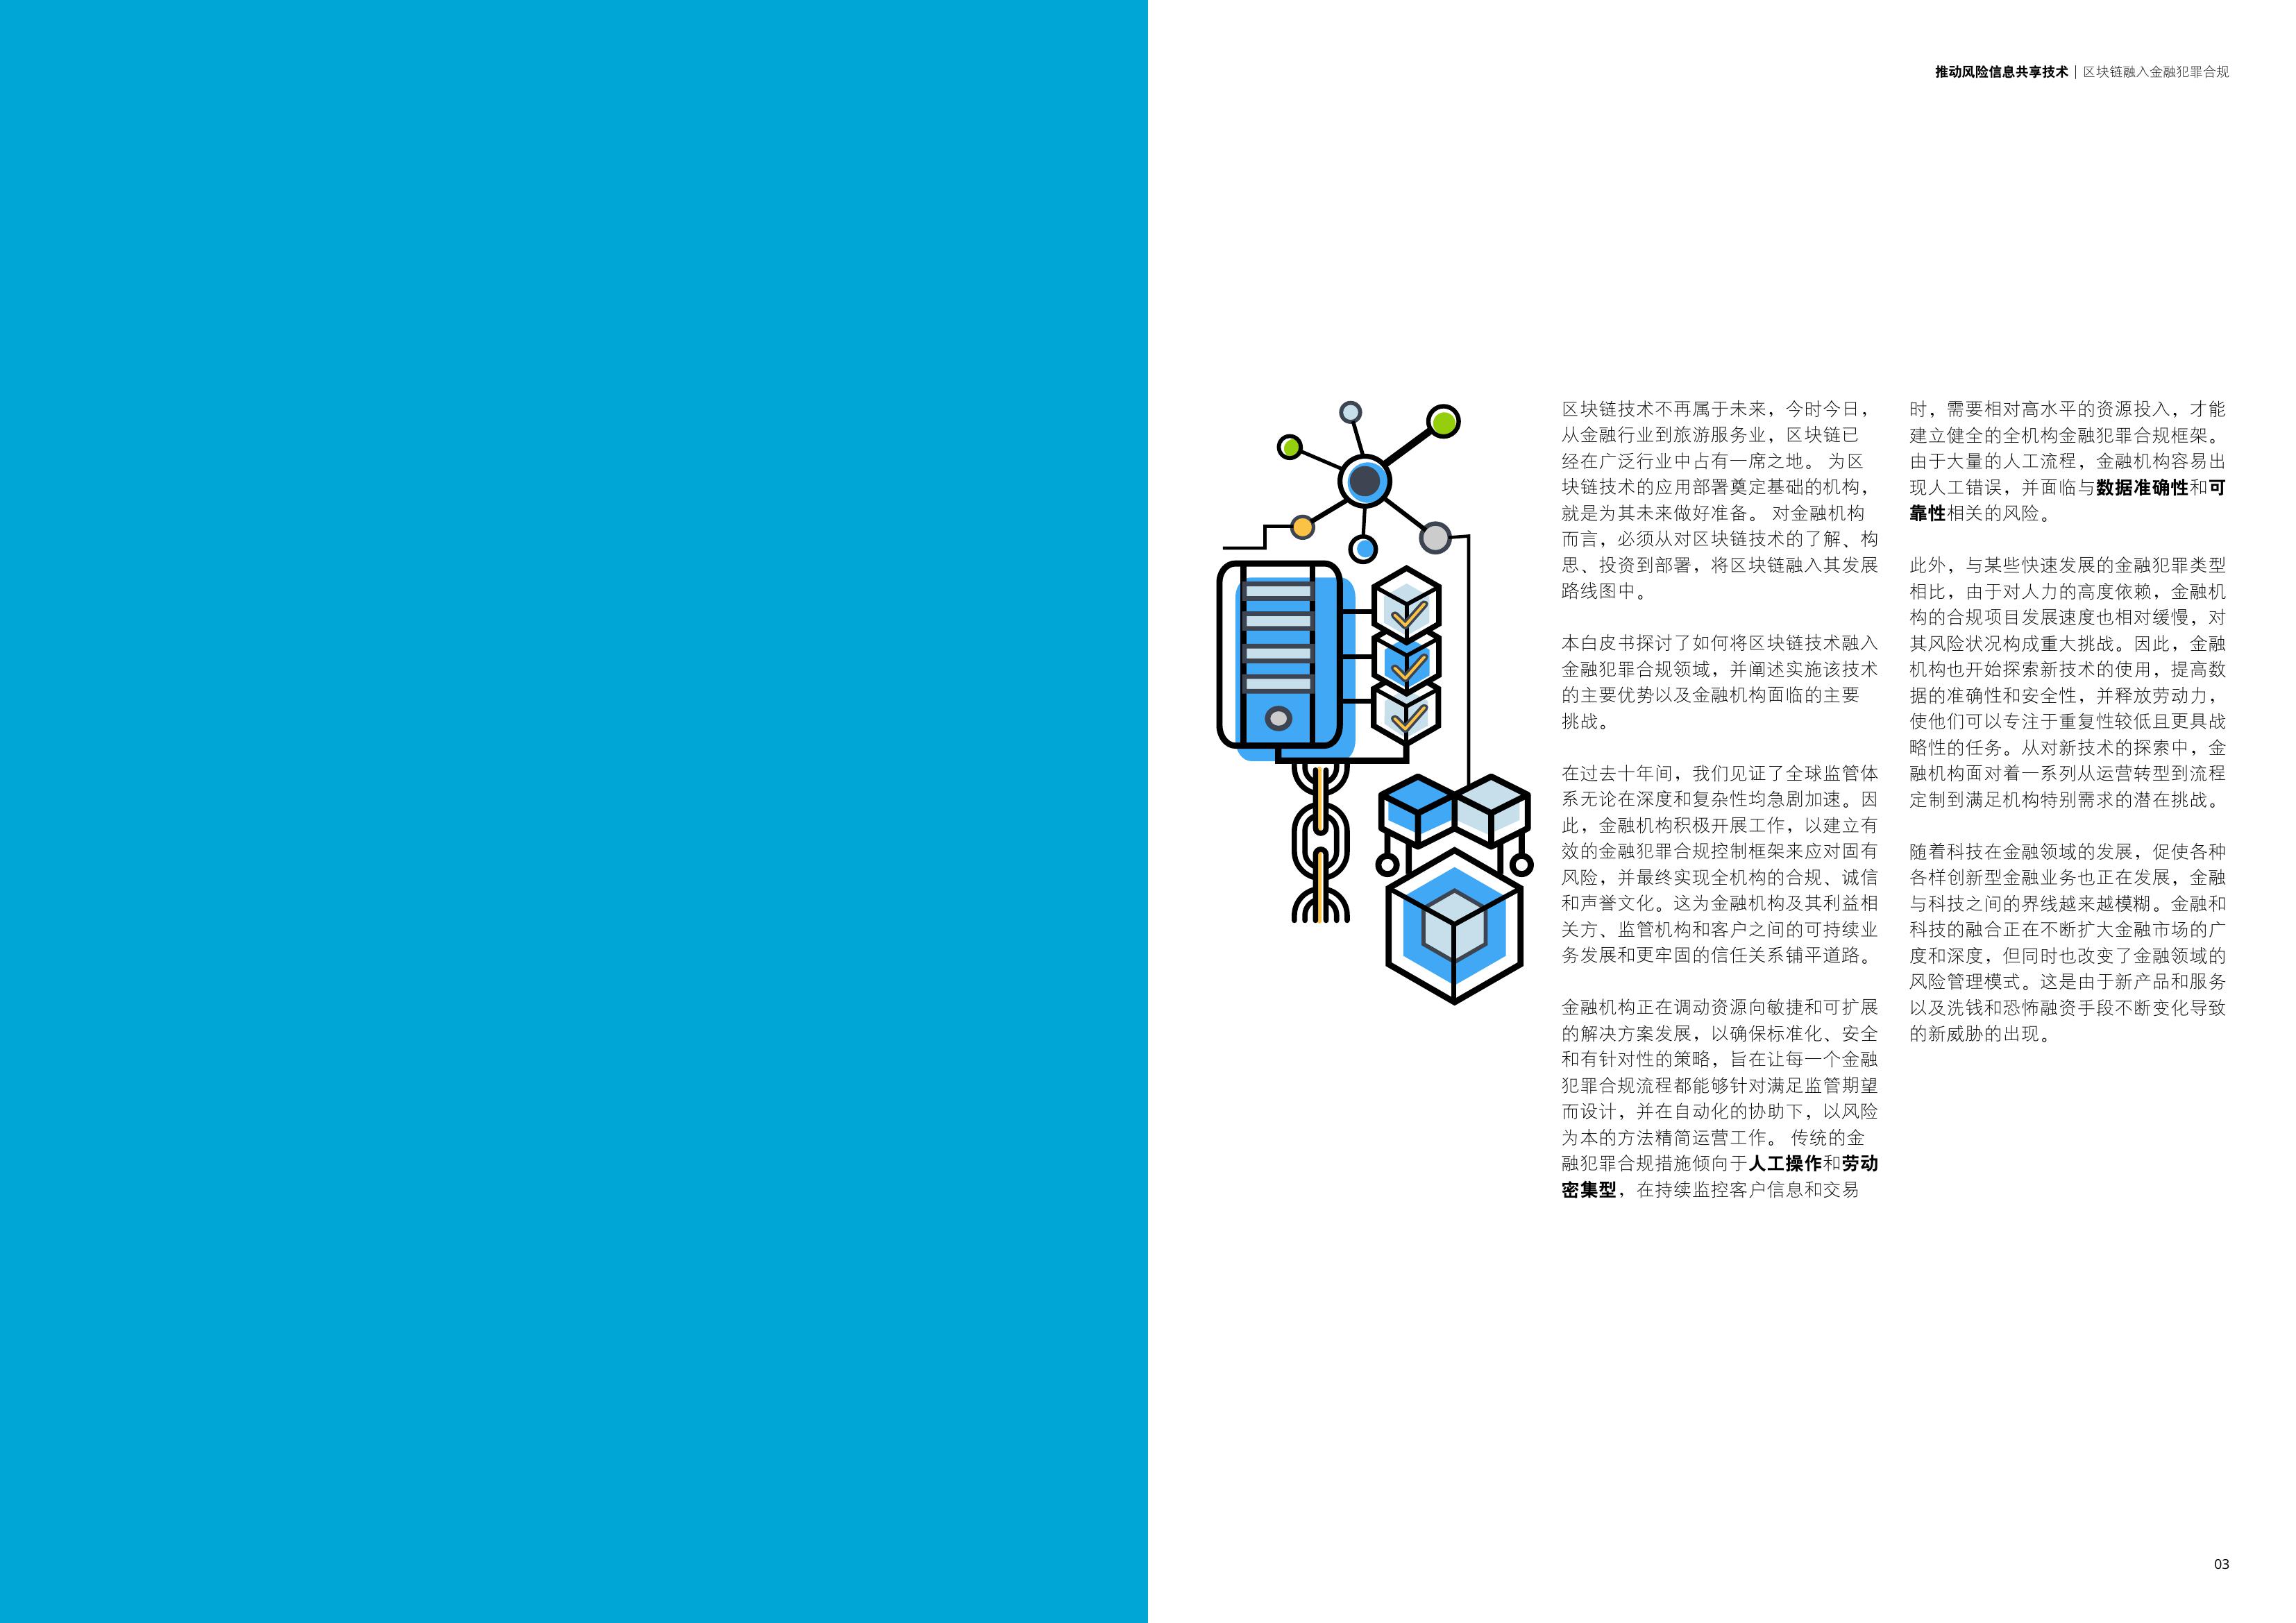 推动风险信息共享技术 | 区块链融入金融犯罪合规
区块链技术不再属于未来，今时今日，
从金融行业到旅游服务业，区块链已
经在广泛行业中占有一席之地。 为区
块链技术的应用部署奠定基础的机构，
就是为其未来做好准备。 对金融机构
而言，必须从对区块链技术的了解、构
思、投资到部署，将区块链融入其发展
路线图中。
本白皮书探讨了如何将区块链技术融入
金融犯罪合规领域，并阐述实施该技术
的主要优势以及金融机构面临的主要
挑战。
在过去十年间，我们见证了全球监管体
系无论在深度和复杂性均急剧加速。因
此，金融机构积极开展工作，以建立有
效的金融犯罪合规控制框架来应对固有
风险，并最终实现全机构的合规、诚信
和声誉文化。这为金融机构及其利益相
关方、监管机构和客户之间的可持续业
务发展和更牢固的信任关系铺平道路。
金融机构正在调动资源向敏捷和可扩展
的解决方案发展，以确保标准化、安全
和有针对性的策略，旨在让每一个金融
犯罪合规流程都能够针对满足监管期望
而设计，并在自动化的协助下，以风险
为本的方法精简运营工作。 传统的金
融犯罪合规措施倾向于人工操作和劳动
密集型，在持续监控客户信息和交易
时，需要相对高水平的资源投入，才能
建立健全的全机构金融犯罪合规框架。
由于大量的人工流程，金融机构容易出
现人工错误，并面临与数据准确性和可
靠性相关的风险。
此外，与某些快速发展的金融犯罪类型
相比，由于对人力的高度依赖，金融机
构的合规项目发展速度也相对缓慢，对
其风险状况构成重大挑战。因此，金融
机构也开始探索新技术的使用，提高数
据的准确性和安全性，并释放劳动力，
使他们可以专注于重复性较低且更具战
略性的任务。从对新技术的探索中，金
融机构面对着一系列从运营转型到流程
定制到满足机构特别需求的潜在挑战。
随着科技在金融领域的发展，促使各种
各样创新型金融业务也正在发展，金融
与科技之间的界线越来越模糊。金融和
科技的融合正在不断扩大金融市场的广
度和深度，但同时也改变了金融领域的
风险管理模式。这是由于新产品和服务
以及洗钱和恐怖融资手段不断变化导致
的新威胁的出现。
03